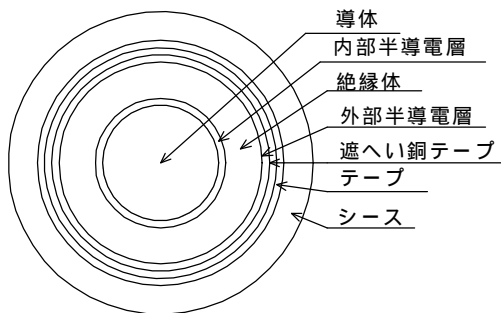 導体
内部半導電層
絶縁体
外部半導電層
遮へい銅テープ
テープ
シース